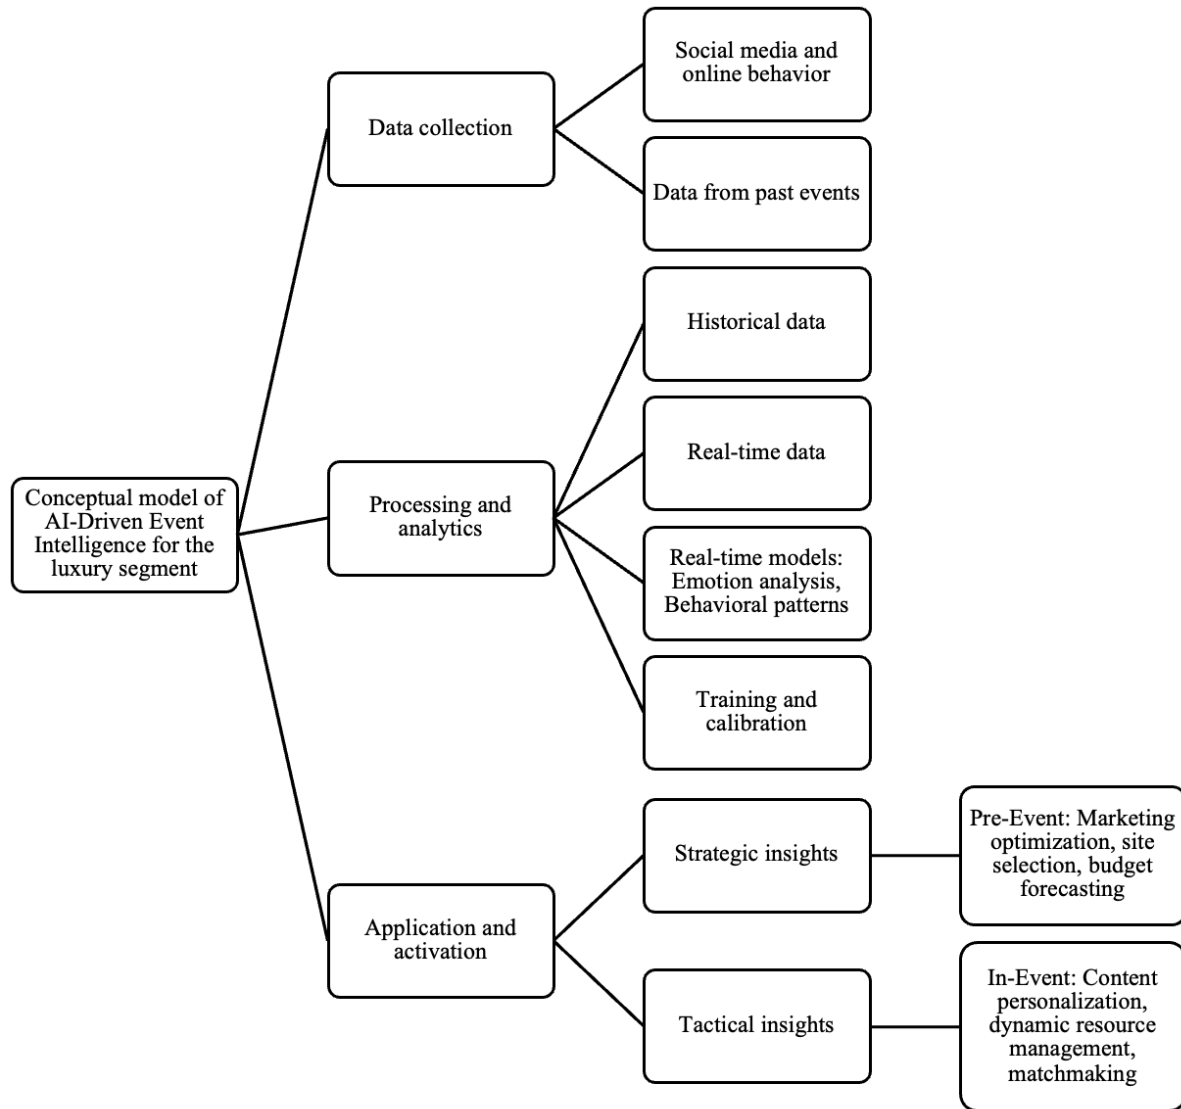 Conceptual model of
AI-Driven Event
Intelligence for the
luxury segment
Data collection
Social media and
online behavior
Data from past events
Processing and
analytics
Historical data
Real-time data
Real-time models:
Emotion analysis,
Behavioral patterns
Training and
calibration
Application and
activation
Strategic insights
Pre-Event: Marketing
optimization, site
selection, budget
forecasting
Tactical insights
In-Event: Content
personalization,
dynamic resource
management,
matchmaking